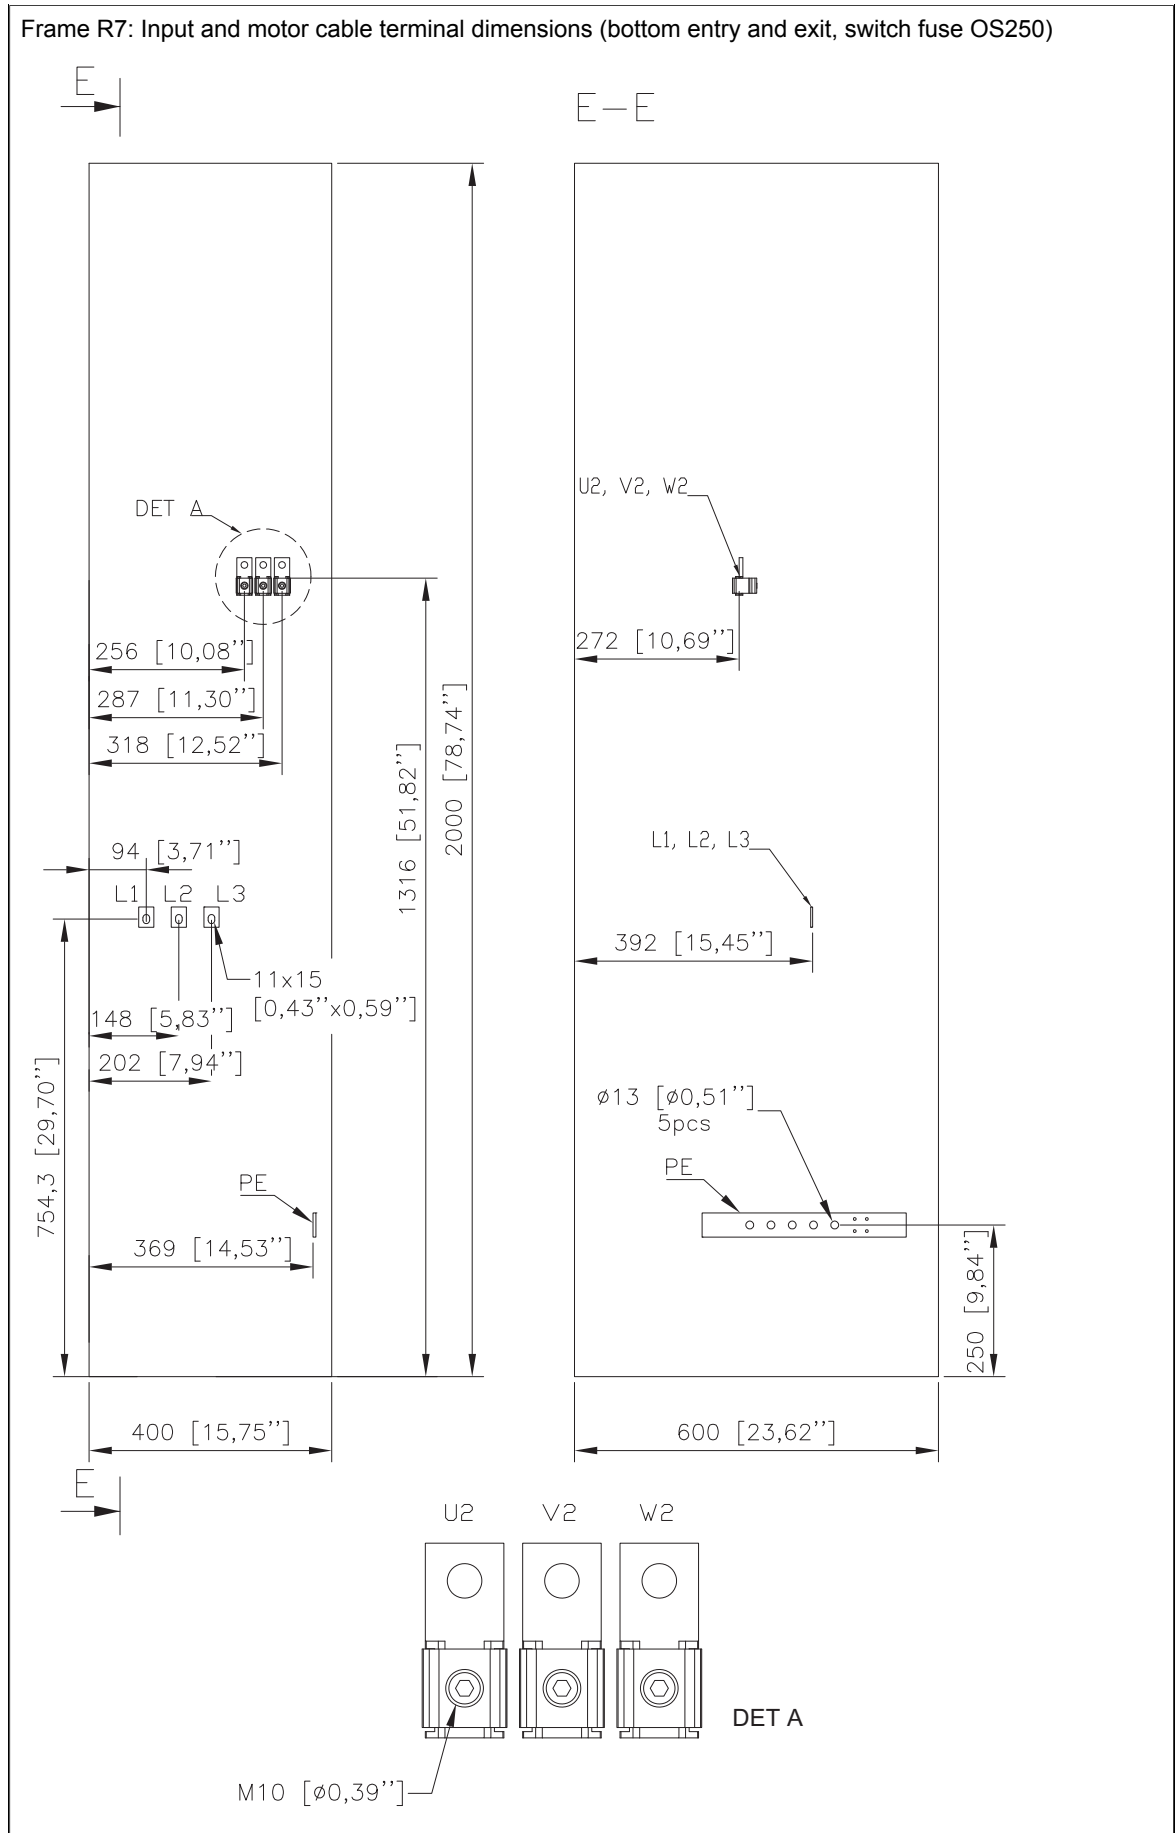 Frame R7: Input and motor cable terminal dimensions (bottom entry and exit, switch fuse OS250)
E
E–E
DET A
U2, V2, W2
256 [10,08'']
272 [10,69'']
287 [11,30'']
318 [12,52'']
1316 [51,82'']
2000 [78,74'']
94 [3,71'']
L1 L2 L3
L1, L2, L3
392 [15,45'']
11x15
[0,43''x0,59'']
148 [5,83'']
202 [7,94'']
754,3 [29,70'']
ø13 [ø0,51'']
5pcs
PE
PE
369 [14,53'']
250 [9,84'']
400 [15,75'']
600 [23,62'']
E
U2 V2 W2
DET A
M10 [ø0,39'']